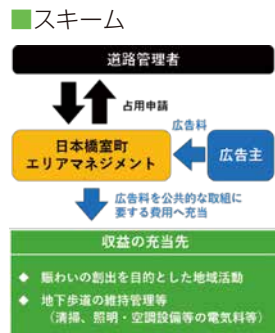 ■スキーム
道路管理者
占用申請
広告料
日本橋室町
エリアマネジメント
広告主
広告料を公共的な取組に
要する費用へ充当
収益の充当先
◆ 賑わいの創出を目的とした地域活動
◆ 地下歩道の維持管理等
（清掃、照明・空調設備等の電気料等）